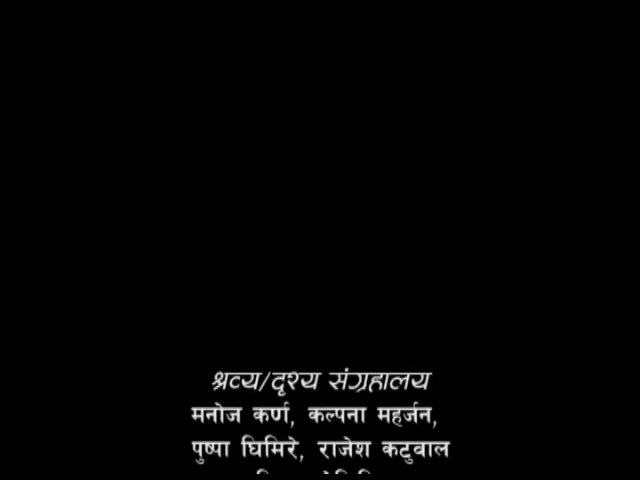 श्रव्य/दृश्य संग्रहालय
मनोज कर्ण, कल्पना महर्जन,
पुष्पा घिमिरे, राजेश कटुवाल